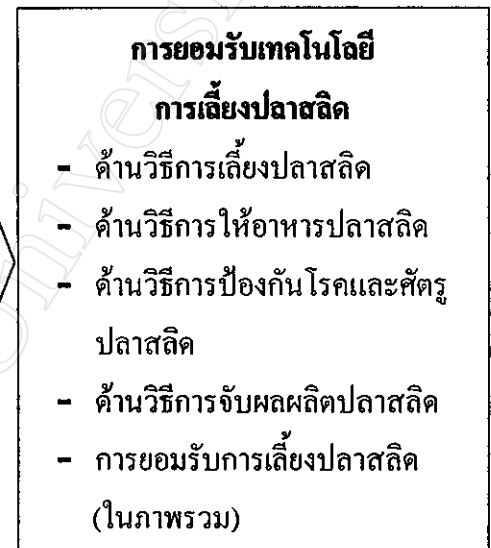 การยอมรับเทคโนโลยี
การเลี้ยงปลาสลิด
- ด้านวิธีการเลี้ยงปลาสลิด
- ด้านวิธีการให้อาหารปลาสลิด
- ด้านวิธีการป้องกันโรคและศัตรู
ปลาสลิด
- ด้านวิธีการจับผลผลิตปลาสลิด
- การยอมรับการเลี้ยงปลาสลิด
(ในภาพรวม)